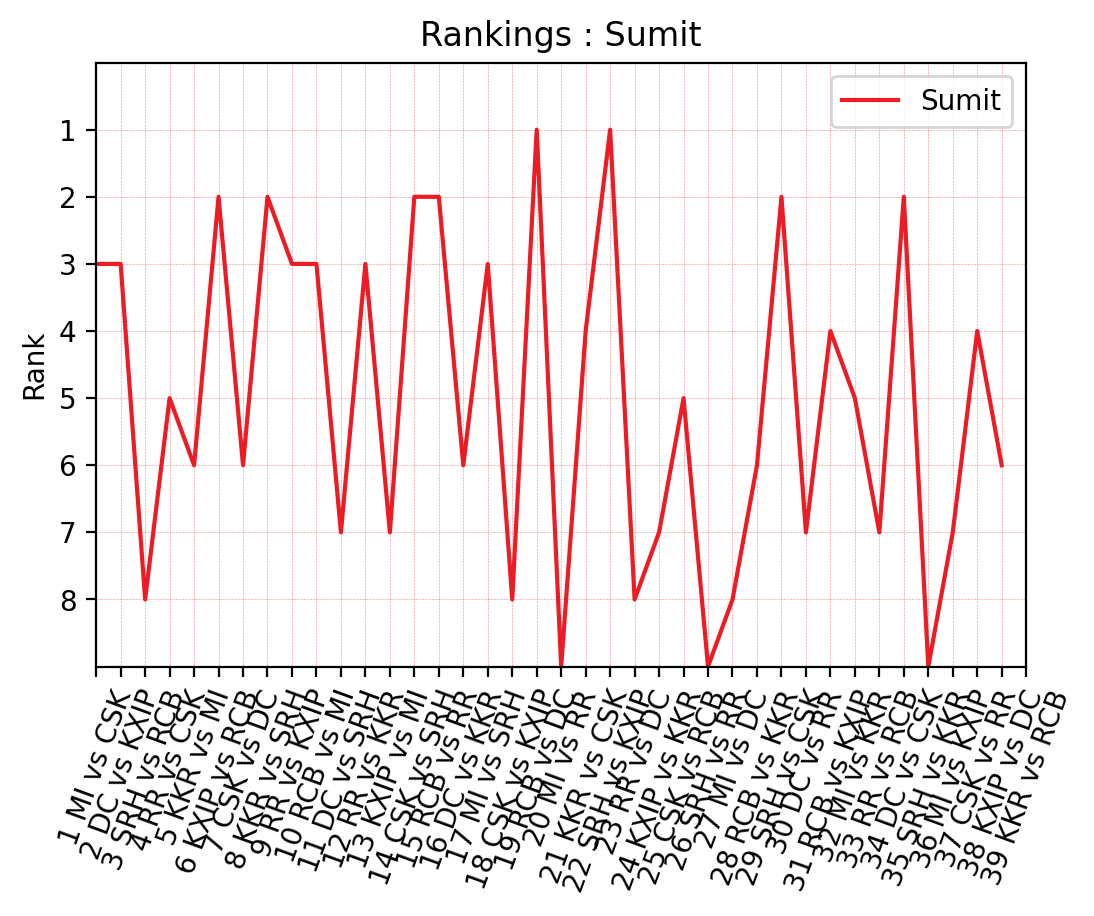 Rankings : Sumit
Sumit
Rank
1
2
3
4
5
6
7
8
1 MI vs CSK
2 DC vs KXIP
3 SRH vs RCB
4 RR vs CSK
5 KKR vs MI
6 KXIP vs RCB
7 CSK vs DC
8 KKR vs SRH
9 RR vs KXIP
10 RCB vs MI
11 DC vs SRH
12 RR vs KKR
13 KXIP vs MI
14 CSK vs SRH
15 RCB vs RR
16 DC vs KKR
17 MI vs SRH
18 CSK vs KXIP
19 RCB vs DC
20 MI vs RR
21 KKR vs CSK
22 SRH vs KXIP
23 RR vs DC
24 KXIP vs KKR
25 CSK vs RCB
26 SRH vs RR
27 MI vs DC
28 RCB vs KKR
29 SRH vs CSK
30 DC vs RR
31 RCB vs KXIP
32 MI vs KKR
33 RR vs RCB
34 DC vs CSK
35 SRH vs KKR
36 MI vs KXIP
37 CSK vs RR
38 KXIP vs DC
39 KKR vs RCB